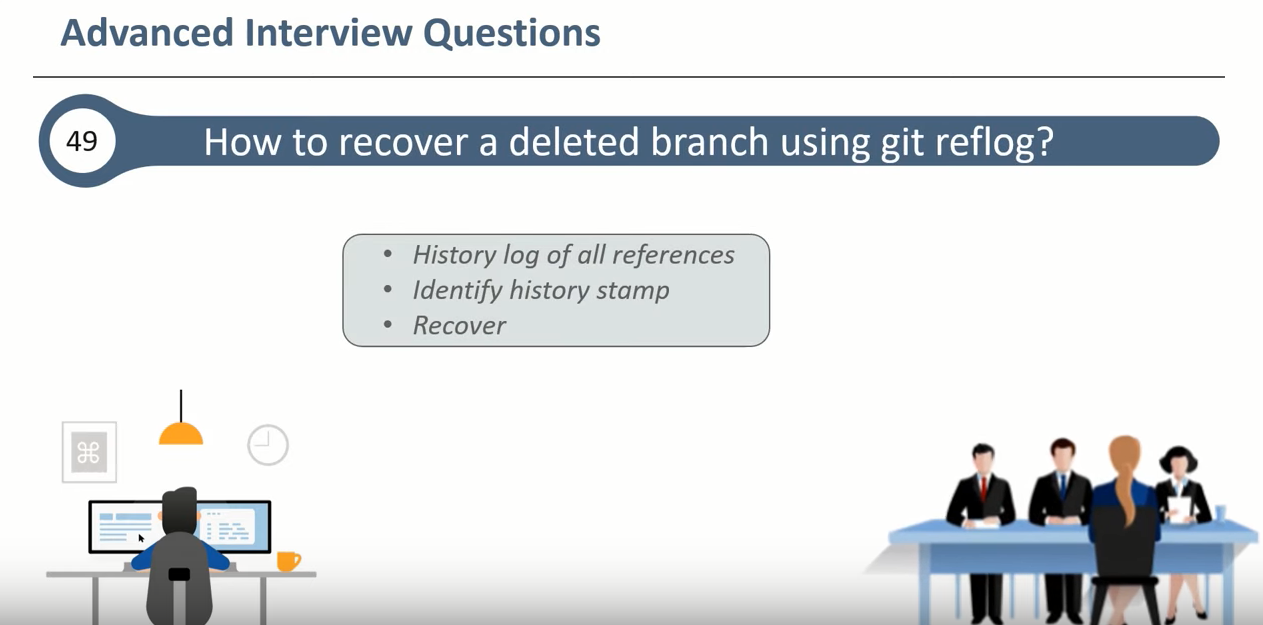 Advanced Interview Questions
49
How to recover a deleted branch using git reflog?
• History log of all references
• Identify history stamp
• Recover